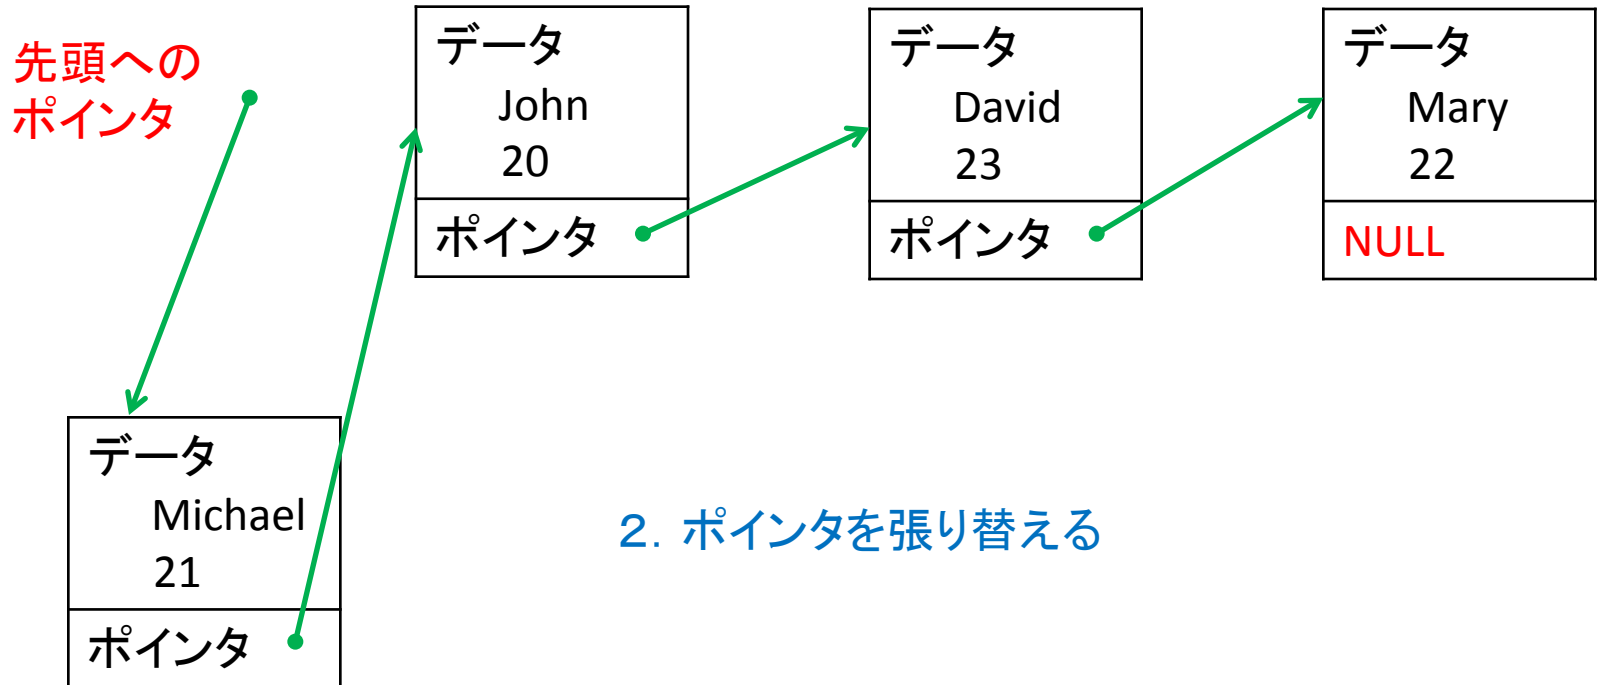 先頭への
ポインタ
データ
John
20
ポインタ
データ
David
23
ポインタ
データ
Mary
22
NULL
データ
Michael
21
ポインタ
２．ポインタを張り替える